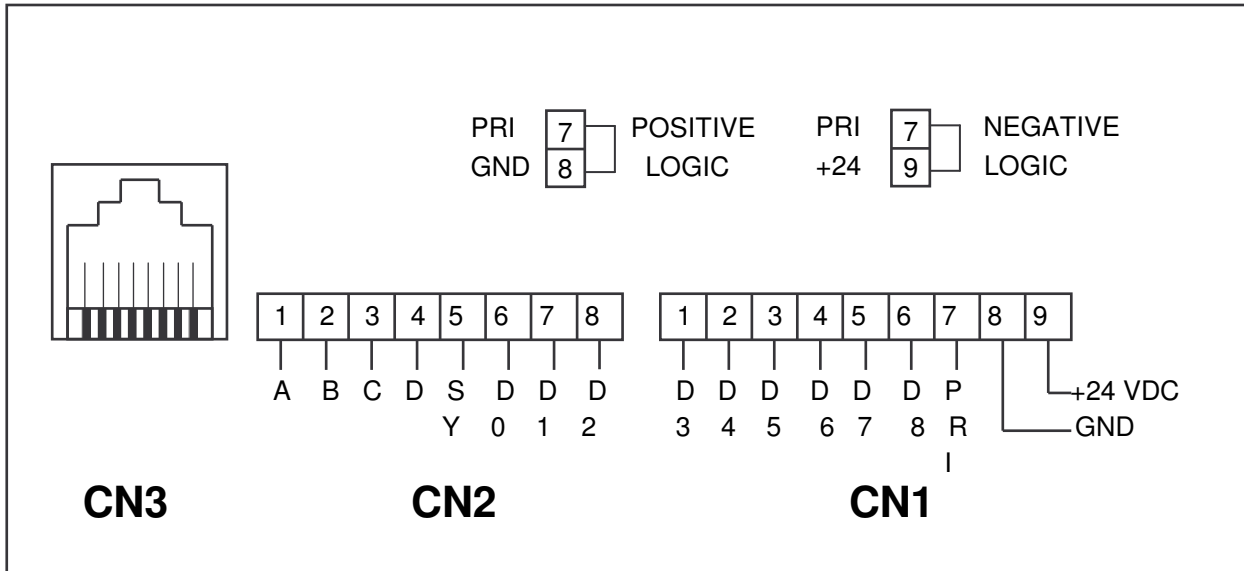 PRI 7 POSITIVE PRI 7 NEGATIVE
GND 8 LOGIC +24 9 LOGIC
1 2 3 4 5 6 7 8 1 2 3 4 5 6 7 8 9
A B C D S D D D D D D D D D P +24 VDC
Y 0 1 2 3 4 5 6 7 8 R GND
I
CN3 CN2 CN1